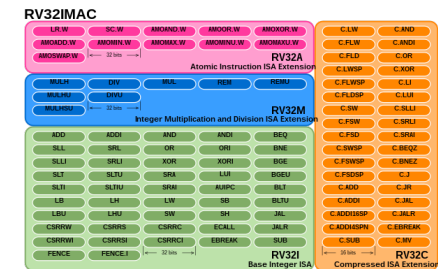 RV32IMAC
LR.W SC.W AMOAND.W AMOOR.W AMOXOR.W
AMOADD.W AMOMIN.W AMOMAX.W AMOMINU.W AMOMAXU.W
AMOSWAP.W 32 bits RV32A
Atomic Instruction ISA Extension
MULH DIV MUL REM REMU
MULHU DIVU
MULHSU 32 bits RV32M
Integer Multiplication and Division ISA Extension
ADD ADDI AND ANDI BEQ
SLL SRL OR ORI BNE
SLLI SRLI XOR XORI BGE
SLT SLTU SRA LUI BGEU
SLTI SLTIU SRAI AUIPC BLT
LB LH LW SB BLTU
LBU LHU SW SH JAL
CSRRW CSRRS CSRRC ECALL JALR
CSRRWI CSRRSI CSRRCI EBREAK SUB
FENCE FENCE.I 32 bits RV32I
Base Integer ISA
C.LW C.AND
C.FLW C.ANDI
C.FLD C.OR
C.LWSP C.XOR
C.FLWSP C.LI
C.FLDSP C.LUI
C.SW C.SLLI
C.FSW C.SRLI
C.FSD C.SRAI
C.SWSP C.BEQZ
C.FSWSP C.BNEZ
C.FSDSP C.J
C.ADD C.JR
C.ADDI C.JAL
C.ADDI16SP C.JALR
C.ADDI4SPN C.EBREAK
C.SUB C.MV
16 bits RV32C
Compressed ISA Extension